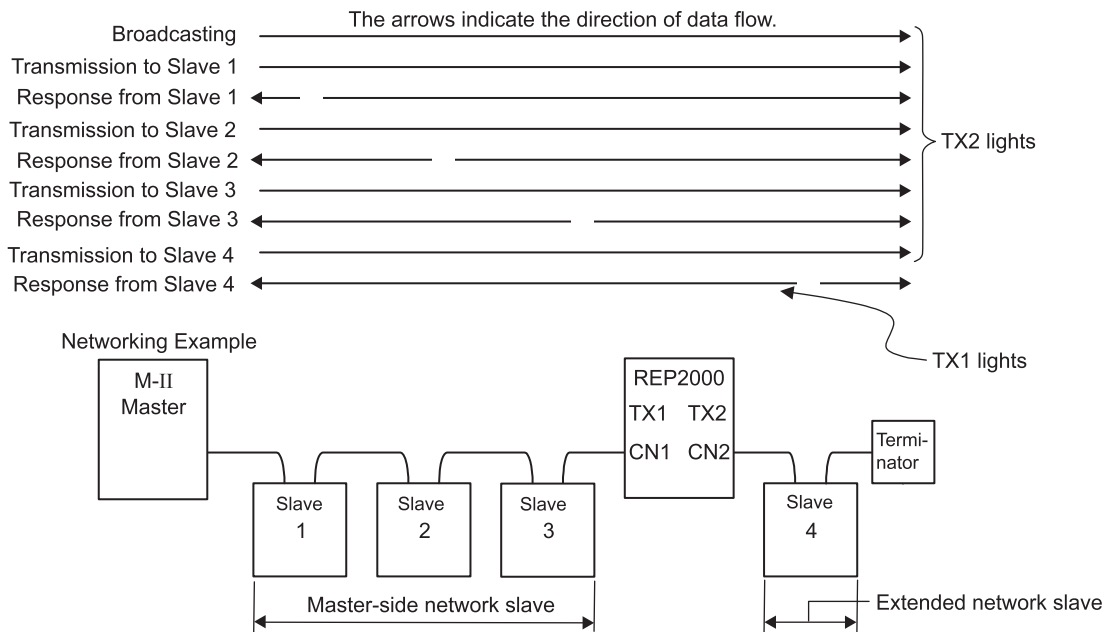 The arrows indicate the direction of data flow.
Broadcasting
Transmission to Slave 1
Response from Slave 1
Transmission to Slave 2
Response from Slave 2
Transmission to Slave 3
Response from Slave 3
Transmission to Slave 4
Response from Slave 4
TX2 lights
TX1 lights
Networking Example
M-II
Master
REP2000
TX1 TX2
CN1 CN2
Termi-
nator
Slave
1
Slave
2
Slave
3
Slave
4
Master-side network slave
Extended network slave